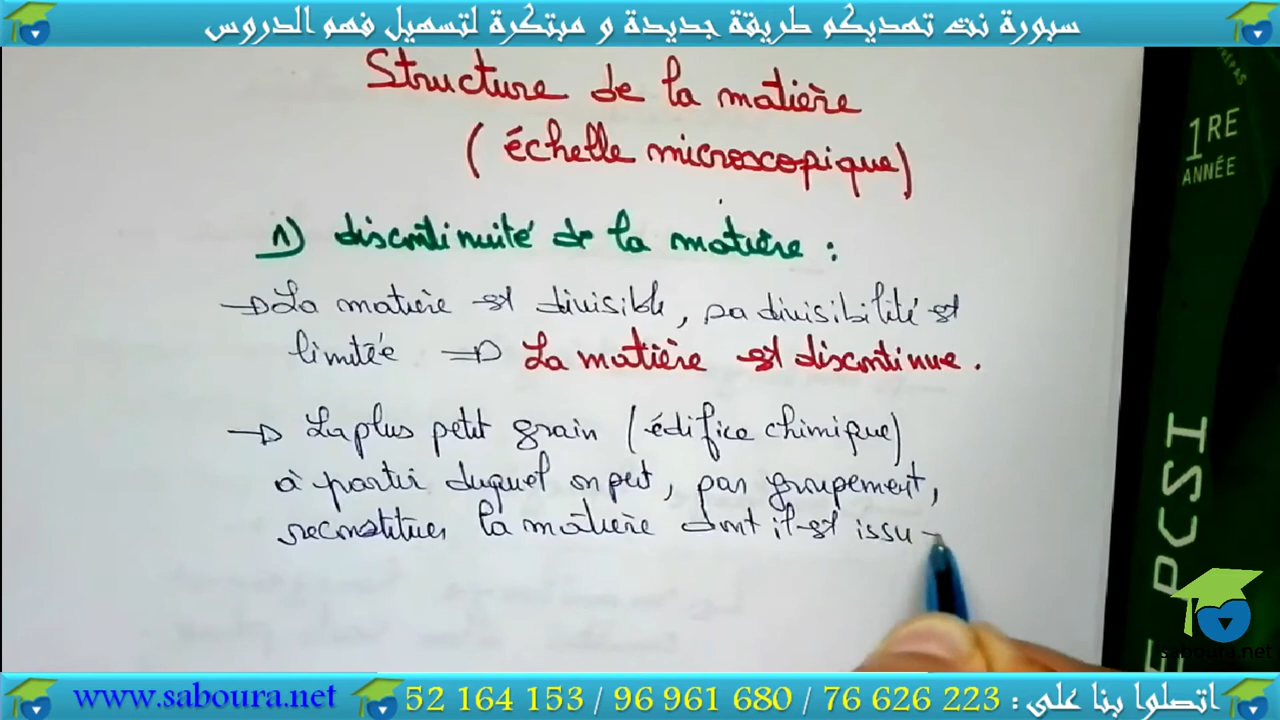 سبورة نت تهديكم طريقة جديدة و مبتكرة لتسهيل فهم الدروس
Structure de la matière
(échelle microscopique)
1) discontinuité de la matière :
→ La matière est divisible, sa divisibilité est
limitée ⇒ La matière est discontinue.
→ La plus petit grain (édifice chimique)
à partir duquel on peut, par groupement,
reconstituer la matière dont il est issu
1RE
ANNÉE
PCSI
saboura.net
www.saboura.net
52 164 153 / 96 961 680 / 76 626 223 : اتصلوا بنا على